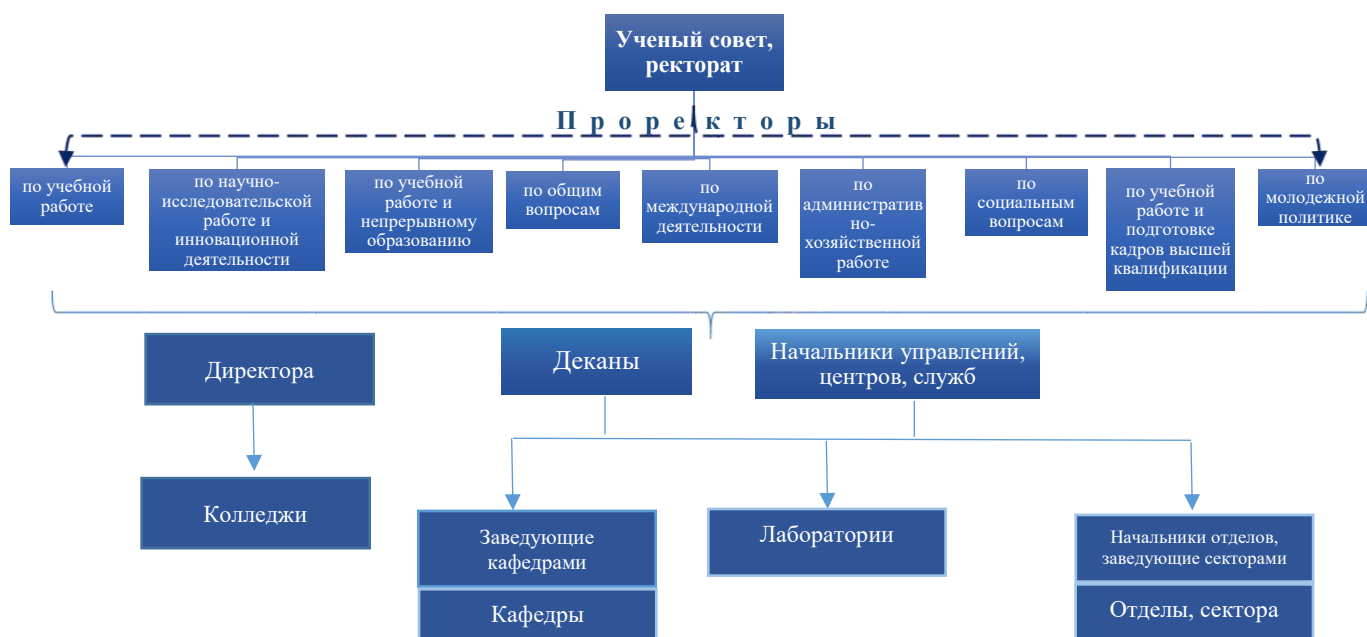 Ученый совет,
ректорат
Проректоры
по учебной
работе
по научно-
исследовательской
работе и
инновационной
деятельности
по учебной
работе и
непрерывному
образованию
по общим
вопросам
по
международной
деятельности
по
административ
но-
хозяйственной
работе
по
социальным
вопросам
по учебной
работе и
подготовке
кадров высшей
квалификации
по
молодежной
политике
Директора
Деканы
Начальники управлений,
центров, служб
Колледжи
Заведующие
кафедрами
Кафедры
Лаборатории
Начальники отделов,
заведующие секторами
Отделы, сектора